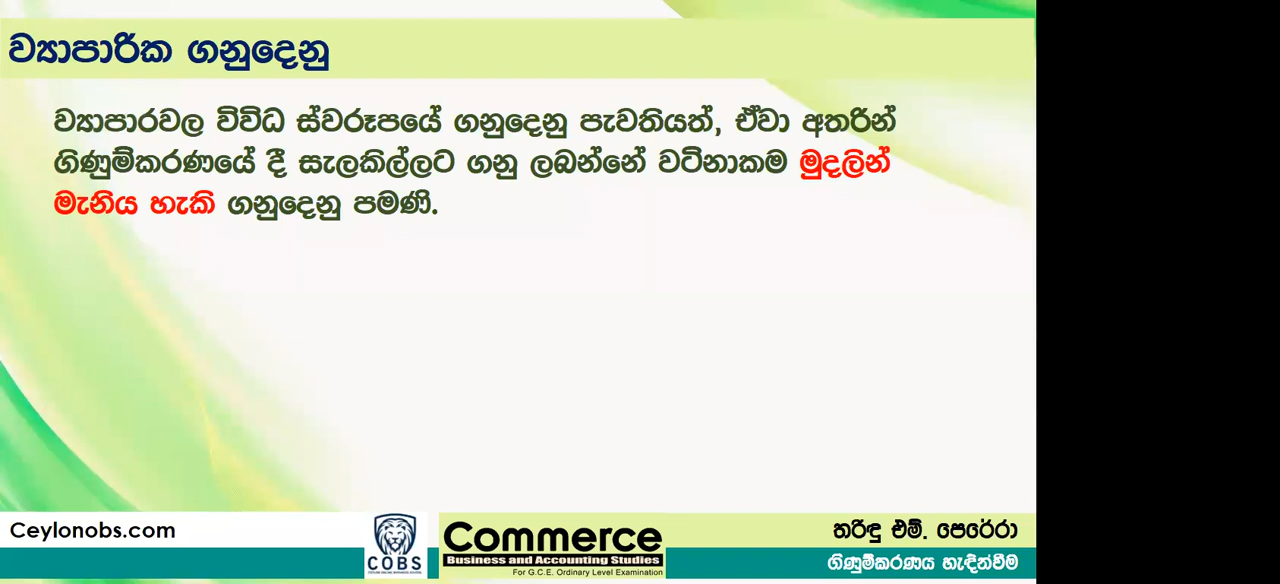 ව්‍යාපාරික ගනුදෙනු
ව්‍යාපාරවල විවිධ ස්වරූපයේ ගනුදෙනු පැවතියත්, ඒවා අතරින්
ගිණුම්කරණයේ දී සැලකිල්ලට ගනු ලබන්නේ වටිනාකම මුදලින්
මැනිය හැකි ගනුදෙනු පමණි.
Ceylonobs.com
COBS
Commerce
Business and Accounting Studies
For G.C.E. Ordinary Level Examination
තරිඳු එම්. පෙරේරා
ගිණුම්කරණය හැඳින්වීම